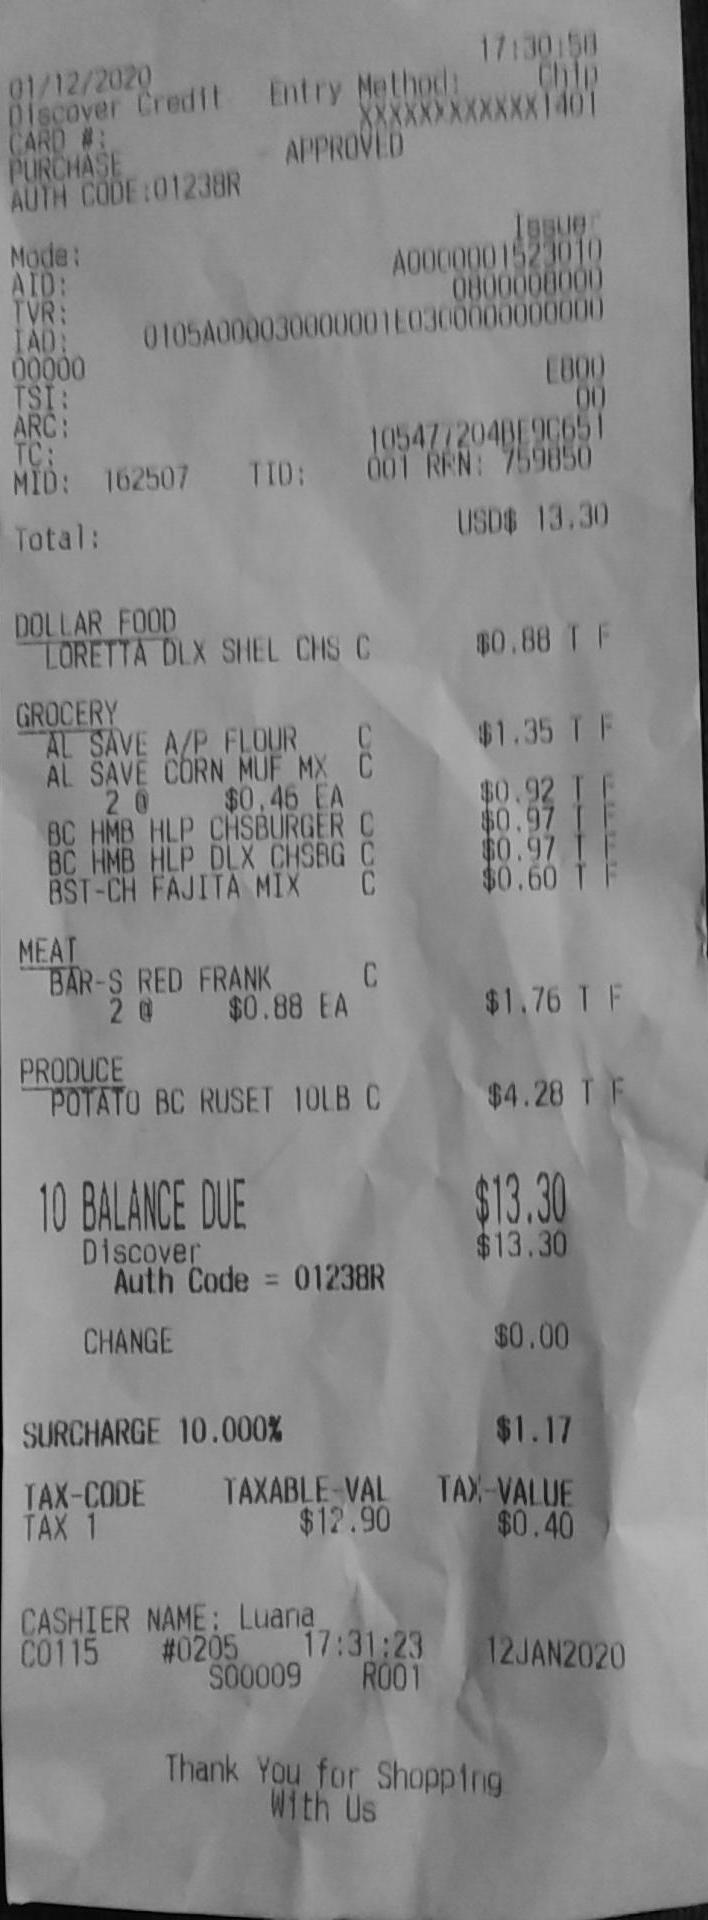 17:30:58
01/12/2020
Discover Credit Entry Method: Chip
CARD #: XXXXXXXXXXXX1401
PURCHASE APPROVED
AUTH CODE:01238R
Mode: Issuer
AID: A0000001523010
TVR: 0800008000
IAD: 0105A000030000001E0300000000000
00000
TSI: E800
ARC: 00
TC: 105477204BE9C651
MID: 162507 TID: 001 RRN: 759850
Total: USD$ 13.30
DOLLAR FOOD
LORETTA DLX SHEL CHS C $0.88 T F
GROCERY
AL SAVE A/P FLOUR C $1.35 T F
AL SAVE CORN MUF MX C
2 @ $0.46 EA $0.92 T F
BC HMB HLP CHSBURGER C $0.97 T F
BC HMB HLP DLX CHSBG C $0.97 T F
BST-CH FAJITA MIX C $0.60 T F
MEAT
BAR-S RED FRANK C
2 @ $0.88 EA $1.76 T F
PRODUCE
POTATO BC RUSET 10LB C $4.28 T F
10 BALANCE DUE $13.30
Discover $13.30
Auth Code = 01238R
CHANGE $0.00
SURCHARGE 10.000% $1.17
TAX-CODE TAXABLE-VAL TAX-VALUE
TAX 1 $12.90 $0.40
CASHIER NAME: Luana
C0115 #0205 17:31:23 12JAN2020
S00009 R001
Thank You for Shopping
With Us